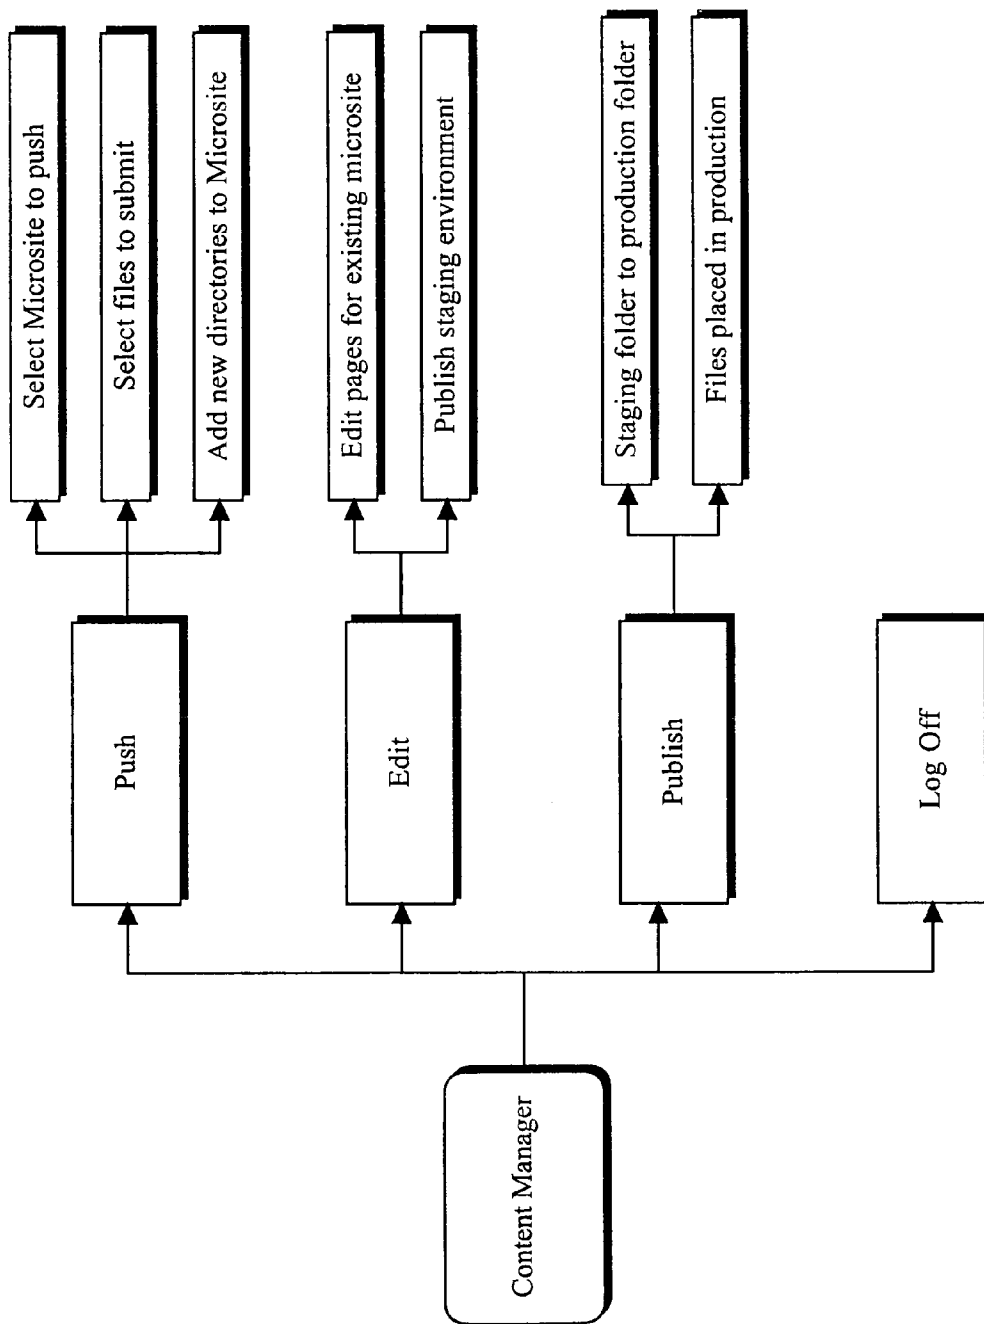 Content Manager
Push
Select Microsite to push
Select files to submit
Add new directories to Microsite
Edit
Edit pages for existing microsite
Publish staging environment
Publish
Staging folder to production folder
Files placed in production
Log Off